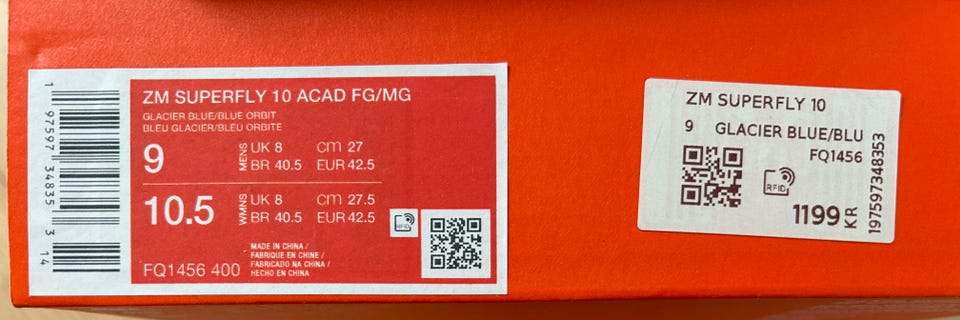 1 97597 34835 3 14
ZM SUPERFLY 10 ACAD FG/MG
GLACIER BLUE/BLUE ORBIT
BLEU GLACIER/BLEU ORBITE
9 MENS UK 8 cm 27
BR 40.5 EUR 42.5
10.5 WMNS UK 8 cm 27.5
BR 40.5 EUR 42.5
RFID
MADE IN CHINA /
FABRIQUE EN CHINE /
FABRICADO NA CHINA /
HECHO EN CHINA
FQ1456 400
ZM SUPERFLY 10
9 GLACIER BLUE/BLU
FQ1456
RFID
1199 KR
197597348353